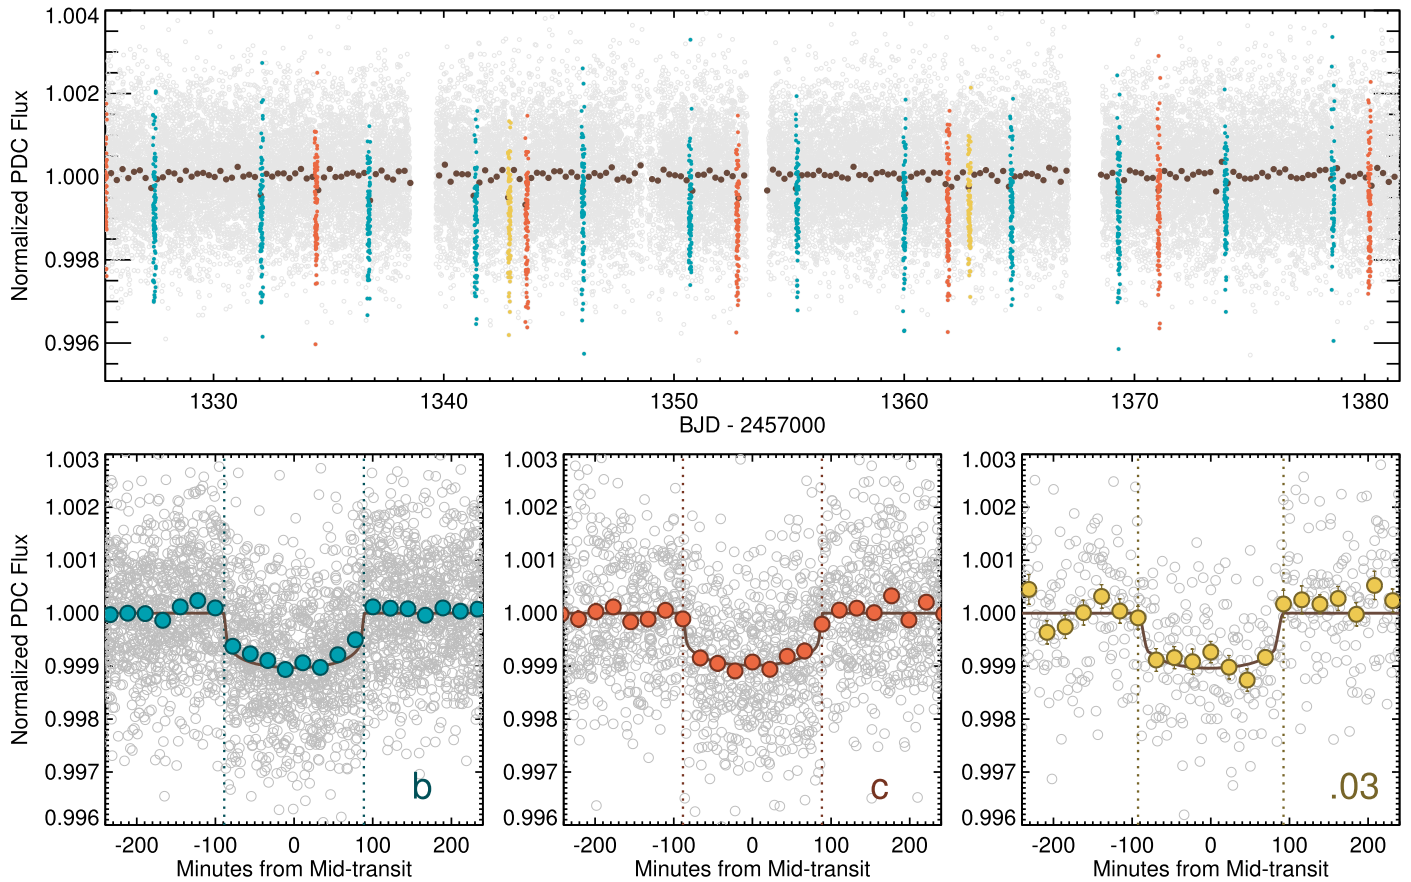 Normalized PDC Flux
1.004
1.002
1.000
0.998
0.996
1330 1340 1350 1360 1370 1380
BJD - 2457000
Normalized PDC Flux
1.003
1.002
1.001
1.000
0.999
0.998
0.997
0.996
b
-200 -100 0 100 200
Minutes from Mid-transit
1.003
1.002
1.001
1.000
0.999
0.998
0.997
0.996
c
-200 -100 0 100 200
Minutes from Mid-transit
1.003
1.002
1.001
1.000
0.999
0.998
0.997
0.996
.03
-200 -100 0 100 200
Minutes from Mid-transit